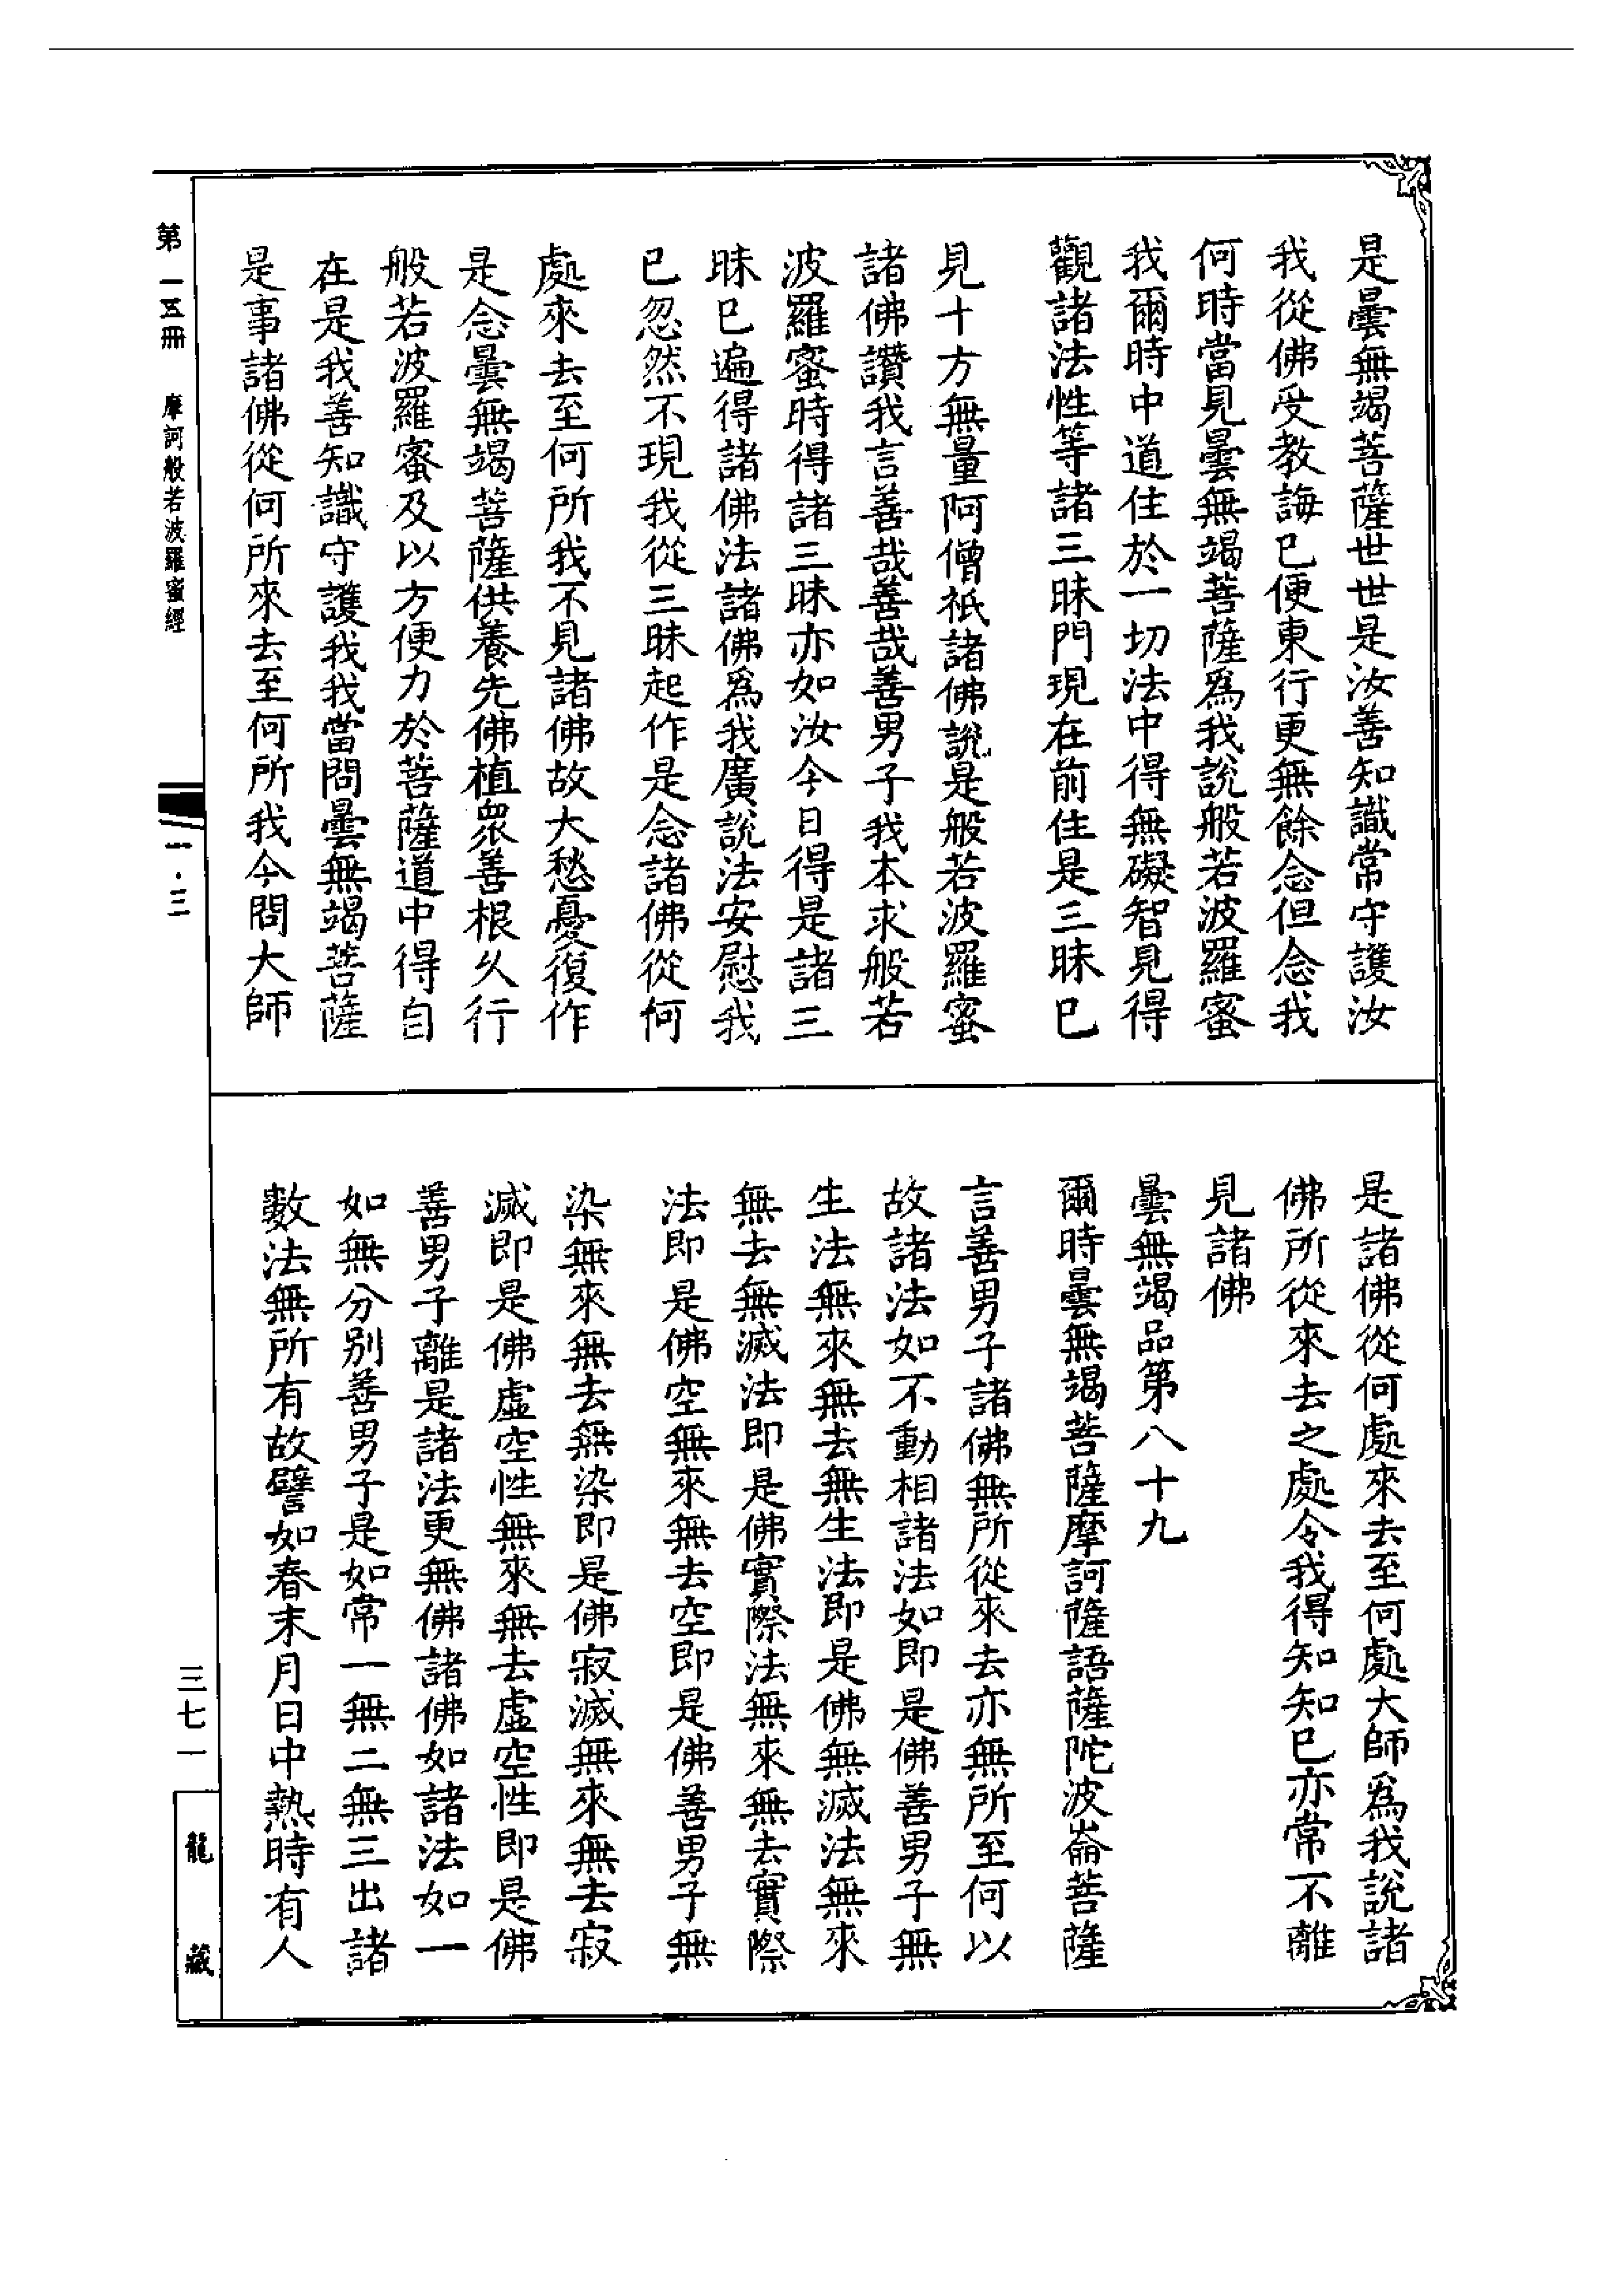 是曇無竭菩薩世世是汝善知識常守護汝
我從佛受教誨已便東行更無餘念但念我
何時當見曇無竭菩薩爲我說般若波羅蜜
我爾時中道住於一切法中得無礙智見得
觀諸法性等諸三昧門現在前住是三昧已
見十方無量阿僧祇諸佛說是般若波羅蜜
諸佛讚我言善哉善哉善男子我本求般若
波羅蜜時得諸三昧亦如汝今日得是諸三
昧已遍得諸佛法諸佛爲我廣說法安慰我
已忽然不現我從三昧起作是念諸佛從何
處來去至何所我不見諸佛故大愁憂復作
是念曇無竭菩薩供養先佛植眾善根久行
般若波羅蜜及以方便力於菩薩道中得自
在是我善知識守護我我當問曇無竭菩薩
是事諸佛從何所來去至何所我今問大師
是諸佛從何處來去至何處大師爲我說諸
佛所從來去之處令我得知知已亦常不離
見諸佛
曇無竭品第八十九
爾時曇無竭菩薩摩訶薩語薩陀波崙菩薩
言善男子諸佛無所從來去亦無所至何以
故諸法如不動相諸法如即是佛善男子無
生法無來無去無生法即是佛無滅法無來
無去無滅法即是佛實際法無來無去實際
法即是佛空無來無去空即是佛善男子無
染無來無去無染即是佛寂滅無來無去寂
滅即是佛虛空性無來無去虛空性即是佛
善男子離是諸法更無佛諸佛如諸法如一
如無分別善男子是如常一無二無三出諸
數法無所有故譬如春末月日中熱時有人
第一五冊 摩訶般若波羅蜜經
一·三
三七一
龍藏